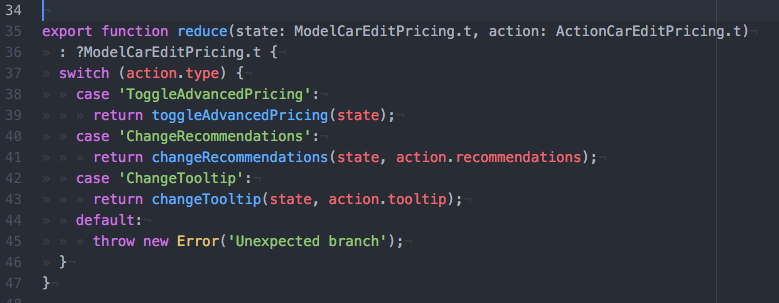 34
35 export function reduce(state: ModelCarEditPricing.t, action: ActionCarEditPricing.t)¬
36 » : ?ModelCarEditPricing.t {¬
37 » switch (action.type) {¬
38 » » case 'ToggleAdvancedPricing':¬
39 » » » return toggleAdvancedPricing(state);¬
40 » » case 'ChangeRecommendations':¬
41 » » » return changeRecommendations(state, action.recommendations);¬
42 » » case 'ChangeTooltip':¬
43 » » » return changeTooltip(state, action.tooltip);¬
44 » » default:¬
45 » » » throw new Error('Unexpected branch');¬
46 » }¬
47 }¬